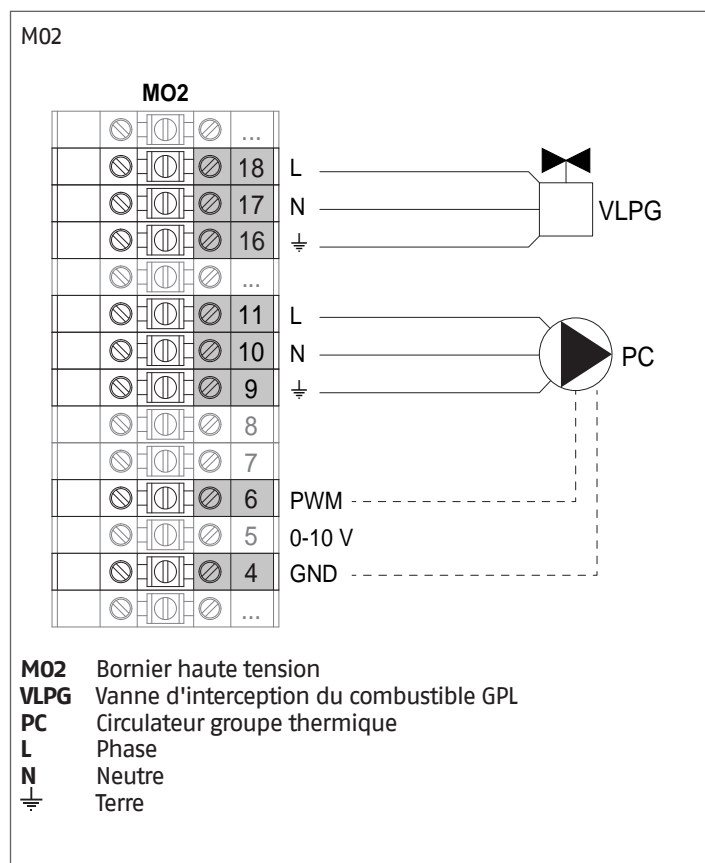 M02
MO2
...
18 L
17 N VLPG
16
...
11 L
10 N PC
9
8
7
6 PWM
5 0-10 V
4 GND
...
M02 Bornier haute tension
VLPG Vanne d'interception du combustible GPL
PC Circulateur groupe thermique
L Phase
N Neutre
⏚ Terre